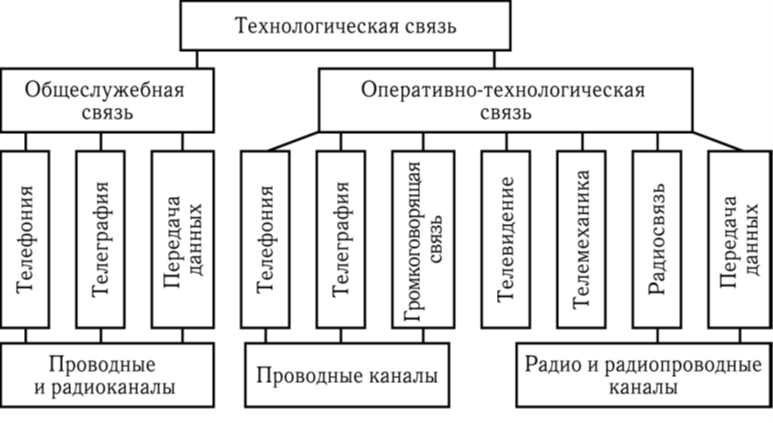 Технологическая связь
Общеслужебная
связь
Оперативно-технологическая
связь
Телефония
Телеграфия
Передача
данных
Телефония
Телеграфия
Громкоговорящая
связь
Телевидение
Телемеханика
Радиосвязь
Передача
данных
Проводные
и радиоканалы
Проводные каналы
Радио и радиопроводные
каналы